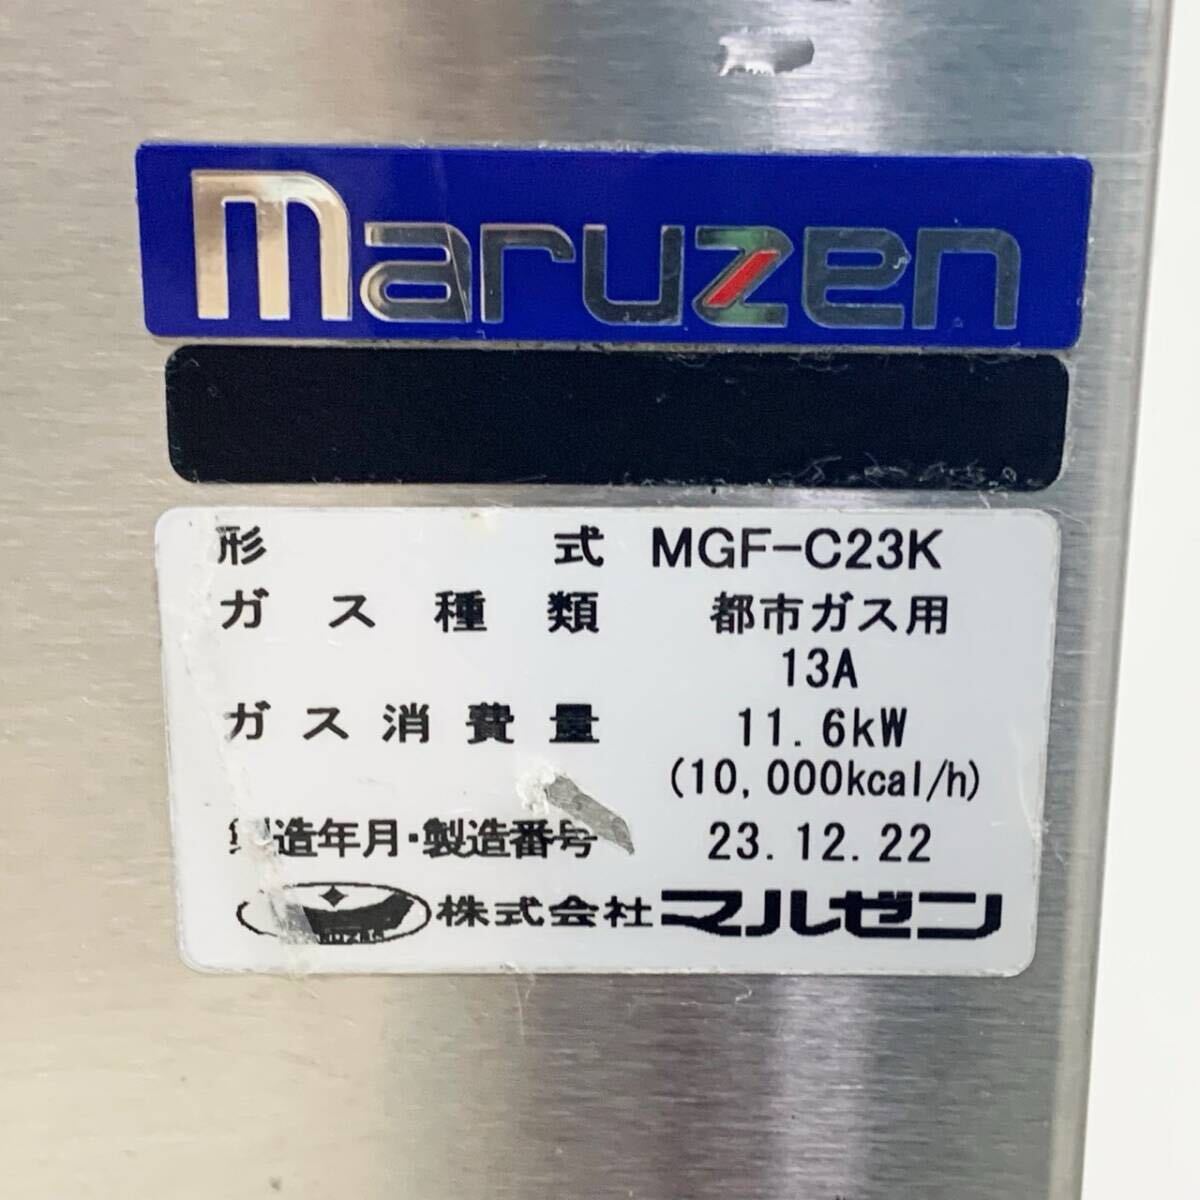 maruzen
形式 MGF-C23K
ガス種類 都市ガス用
13A
ガス消費量 11.6kW
(10,000kcal/h)
製造年月・製造番号 23.12.22
株式会社マルゼン